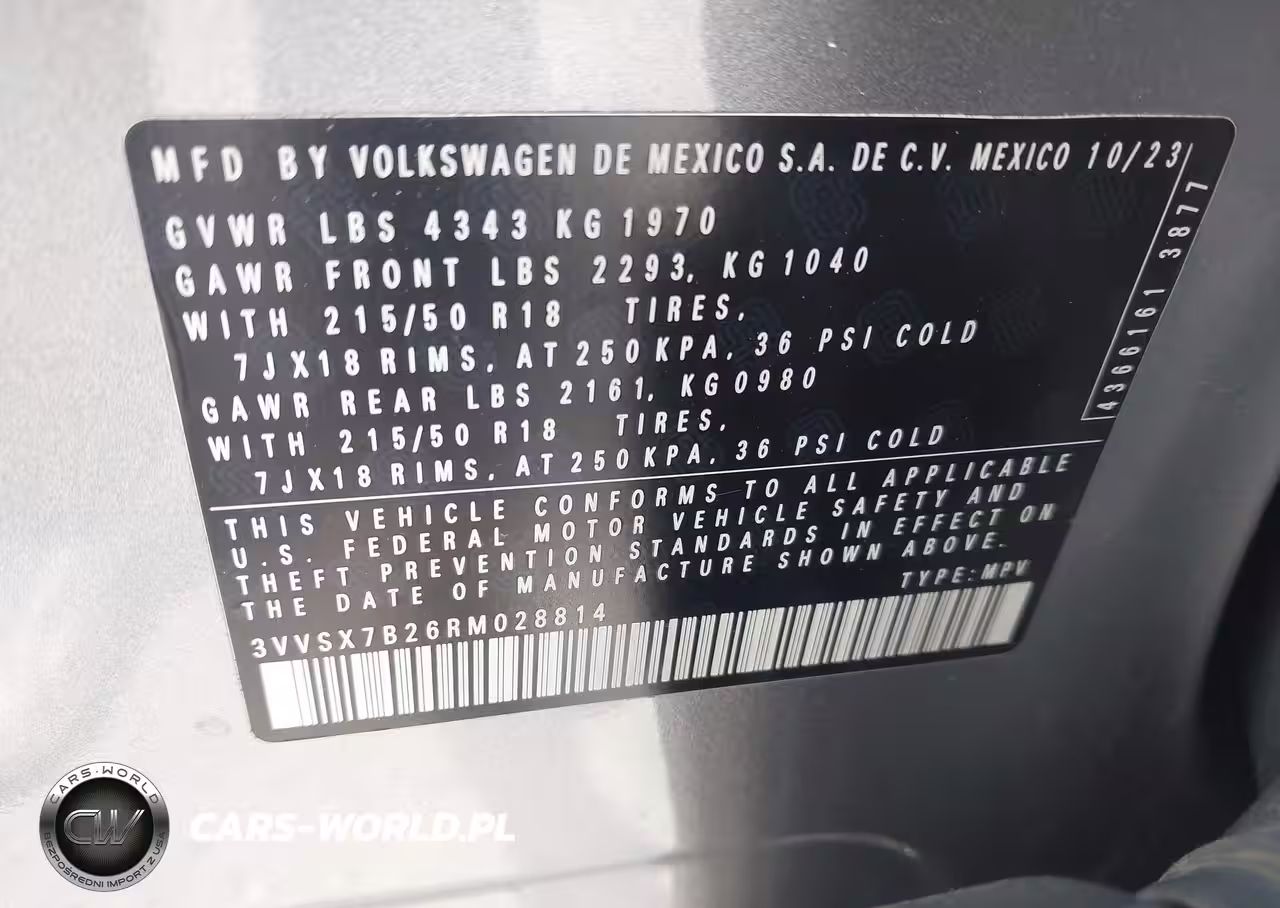 MFD BY VOLKSWAGEN DE MEXICO S.A. DE C.V. MEXICO 10/23
GVWR LBS 4343 KG 1970
GAWR FRONT LBS 2293, KG 1040
WITH 215/50 R18 TIRES,
7JX18 RIMS, AT 250 KPA, 36 PSI COLD
GAWR REAR LBS 2161, KG 0980
WITH 215/50 R18 TIRES,
7JX18 RIMS, AT 250 KPA, 36 PSI COLD
4366161 3877
THIS VEHICLE CONFORMS TO ALL APPLICABLE
U.S. FEDERAL MOTOR VEHICLE SAFETY AND
THEFT PREVENTION STANDARDS IN EFFECT ON
THE DATE OF MANUFACTURE SHOWN ABOVE.
TYPE: MPV
3VVSX7B26RM028814
CARS-WORLD
CW
BEZPOŚREDNI IMPORT Z USA
CARS-WORLD.PL